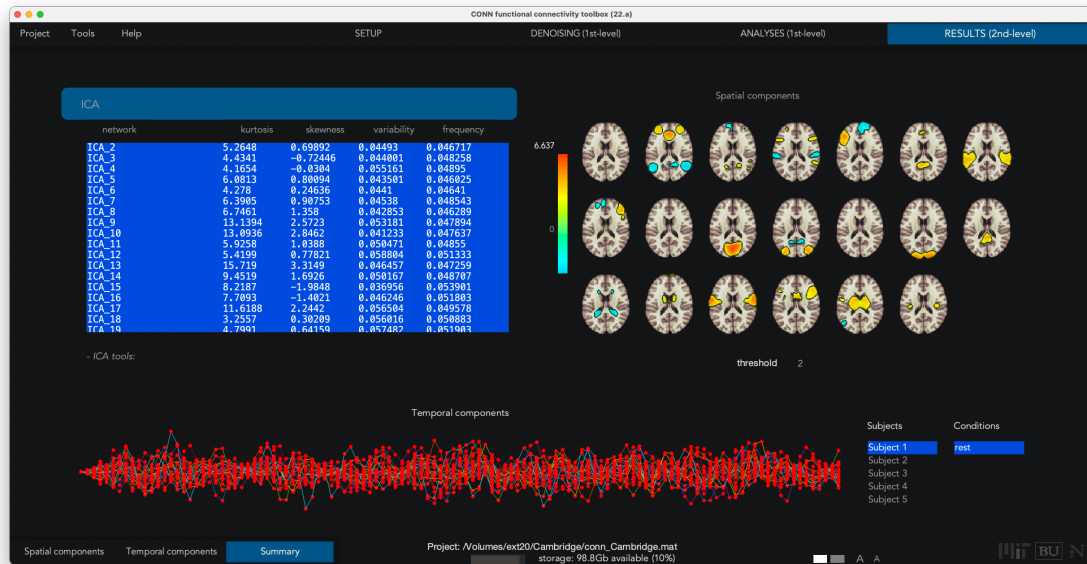 CONN functional connectivity toolbox (22.a)
Project Tools Help SETUP DENOISING (1st-level) ANALYSES (1st-level) RESULTS (2nd-level)
ICA
Spatial components
network kurtosis skewness variability frequency
ICA_2 5.2648 0.69892 0.04493 0.046717
ICA_3 4.4341 -0.72446 0.044001 0.048258
ICA_4 4.1654 -0.0304 0.055161 0.04895
ICA_5 6.0813 0.80094 0.043501 0.046025
ICA_6 4.278 0.24636 0.0441 0.04641
ICA_7 6.3905 0.90753 0.04538 0.048543
ICA_8 6.7461 1.358 0.042853 0.046289
ICA_9 13.1394 2.5723 0.053181 0.047894
ICA_10 13.0936 2.8462 0.041233 0.047637
ICA_11 5.9258 1.0388 0.050471 0.04855
ICA_12 5.4199 0.77821 0.058804 0.051333
ICA_13 15.719 3.3149 0.046457 0.047259
ICA_14 9.4519 1.6926 0.050167 0.048707
ICA_15 8.2187 -1.9848 0.036956 0.053901
ICA_16 7.7093 -1.4021 0.046246 0.051803
ICA_17 11.6188 2.2442 0.056504 0.049578
ICA_18 3.2557 0.30209 0.056016 0.050883
ICA_19 4.7991 0.64159 0.057482 0.051903
6.637
0
- ICA tools:
threshold 2
Temporal components
Subjects Conditions
Subject 1 rest
Subject 2
Subject 3
Subject 4
Subject 5
Spatial components Temporal components Summary
Project: /Volumes/ext20/Cambridge/conn_Cambridge.mat
storage: 98.8Gb available (10%)
A A
MIT BU N